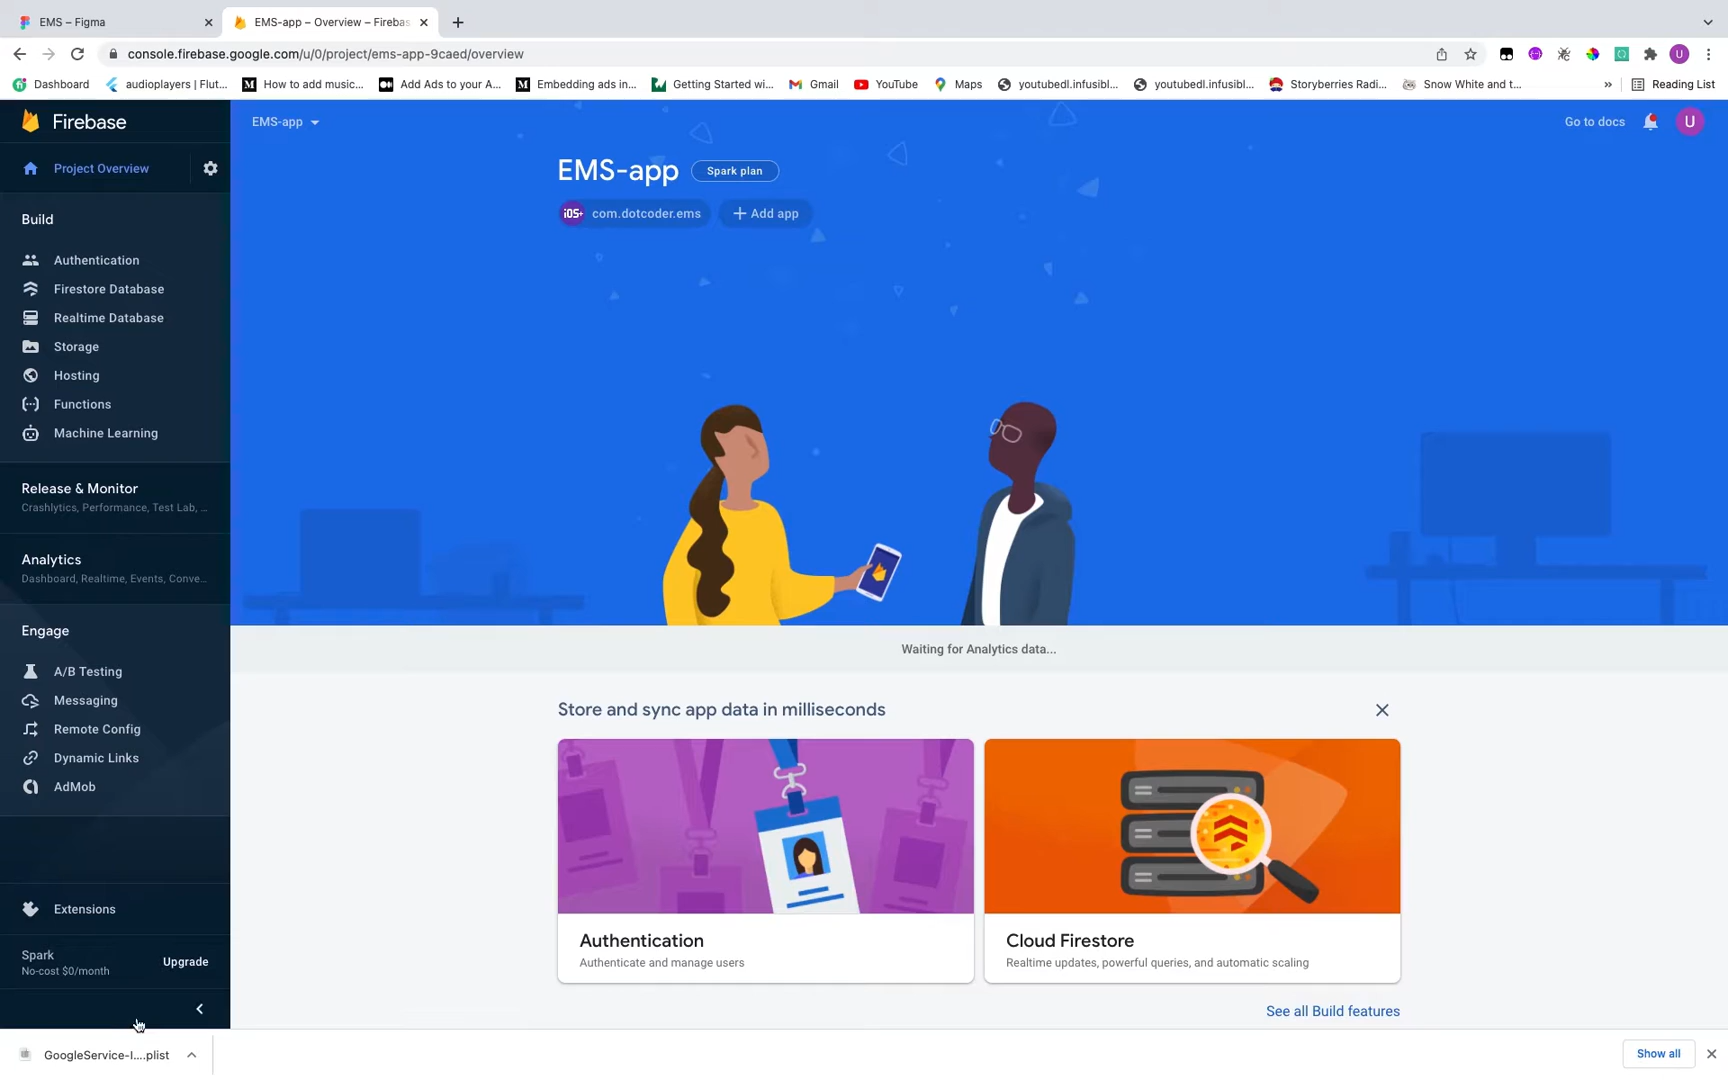 EMS – Figma
EMS-app – Overview – Firebas
console.firebase.google.com/u/0/project/ems-app-9caed/overview
U
Dashboard
audioplayers | Flut...
How to add music...
Add Ads to your A...
Embedding ads in...
Getting Started wi...
Gmail
YouTube
Maps
youtubedl.infusibl...
youtubedl.infusibl...
Storyberries Radi...
Snow White and t...
»
Reading List
Firebase
EMS-app
Go to docs
U
Project Overview
EMS-app
Spark plan
iOS+ com.dotcoder.ems
+ Add app
Build
Authentication
Firestore Database
Realtime Database
Storage
Hosting
Functions
Machine Learning
Release & Monitor
Crashlytics, Performance, Test Lab, ...
Analytics
Dashboard, Realtime, Events, Conve...
Engage
A/B Testing
Messaging
Remote Config
Dynamic Links
AdMob
Extensions
Spark
No-cost $0/month
Upgrade
Waiting for Analytics data...
Store and sync app data in milliseconds
Authentication
Authenticate and manage users
Cloud Firestore
Realtime updates, powerful queries, and automatic scaling
See all Build features
GoogleService-I....plist
Show all